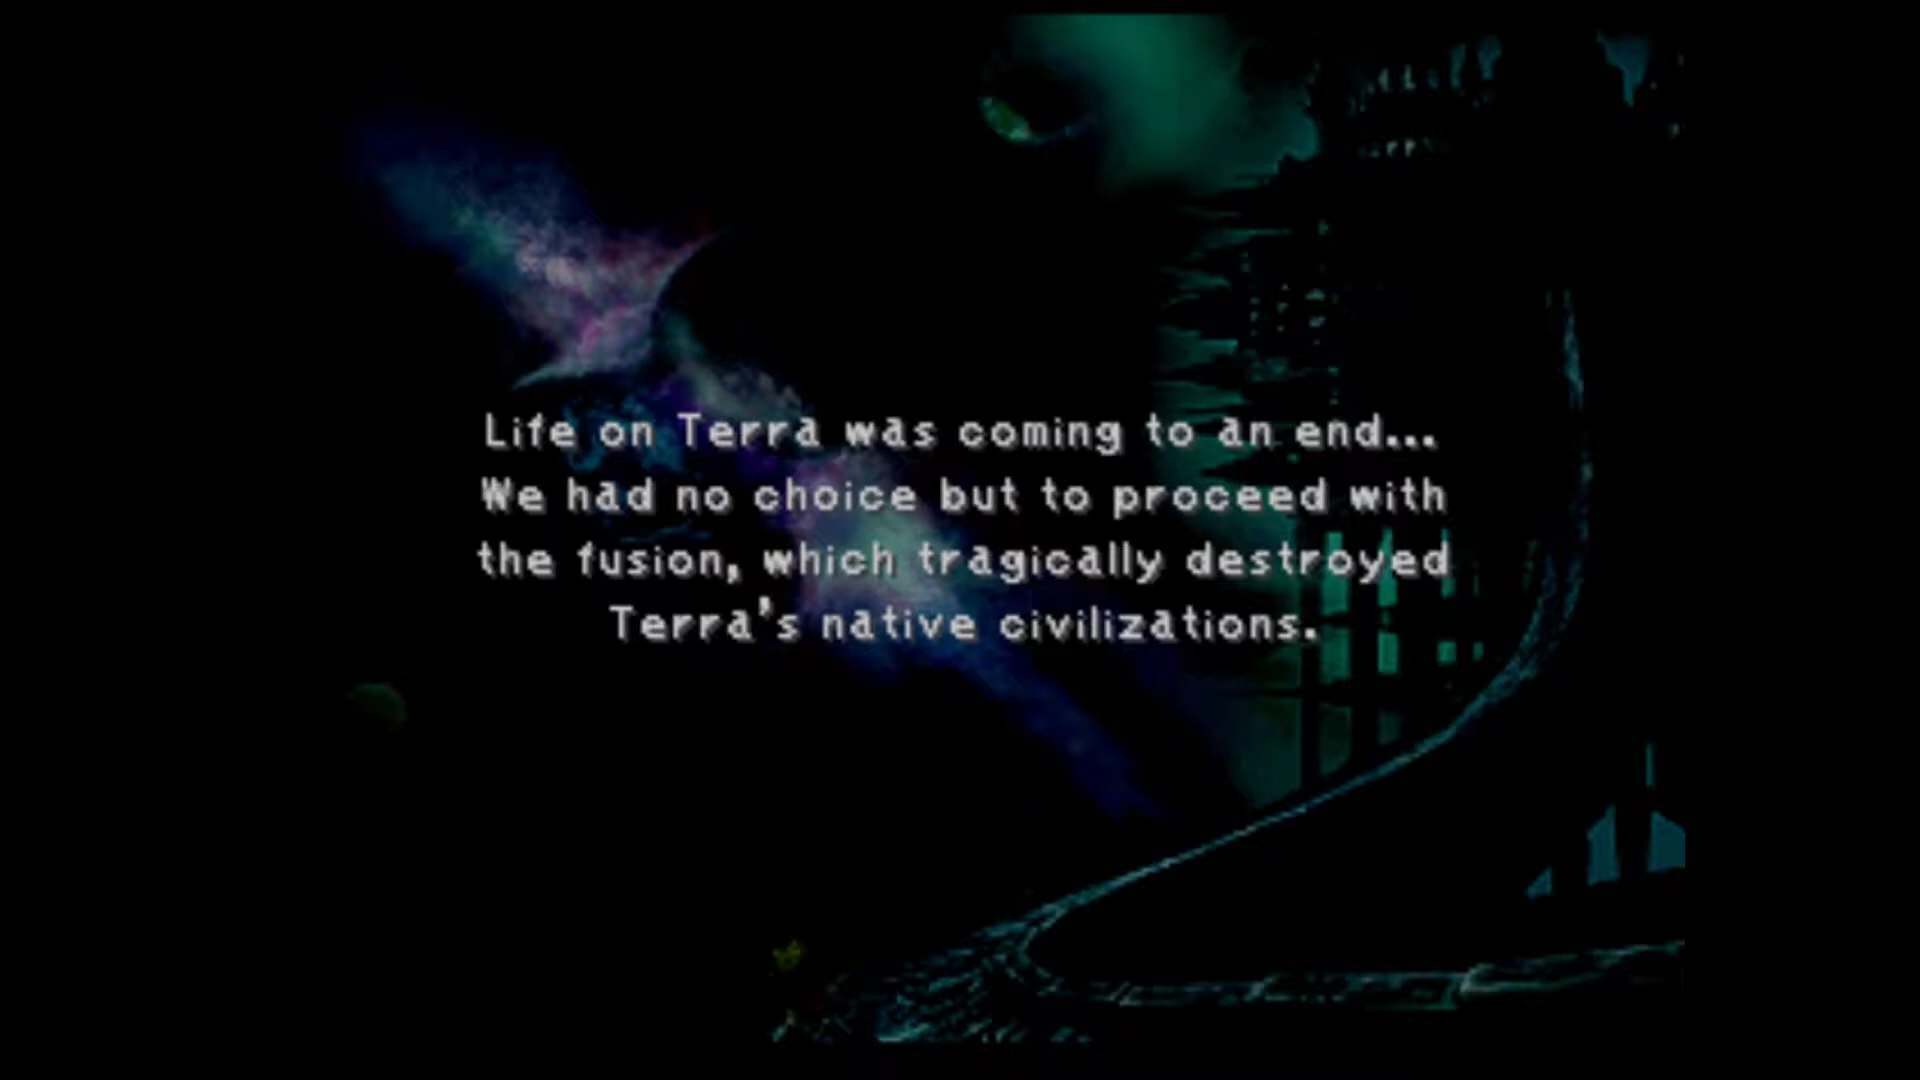 Life on Terra was coming to an end...
We had no choice but to proceed with
the fusion, which tragically destroyed
Terra's native civilizations.